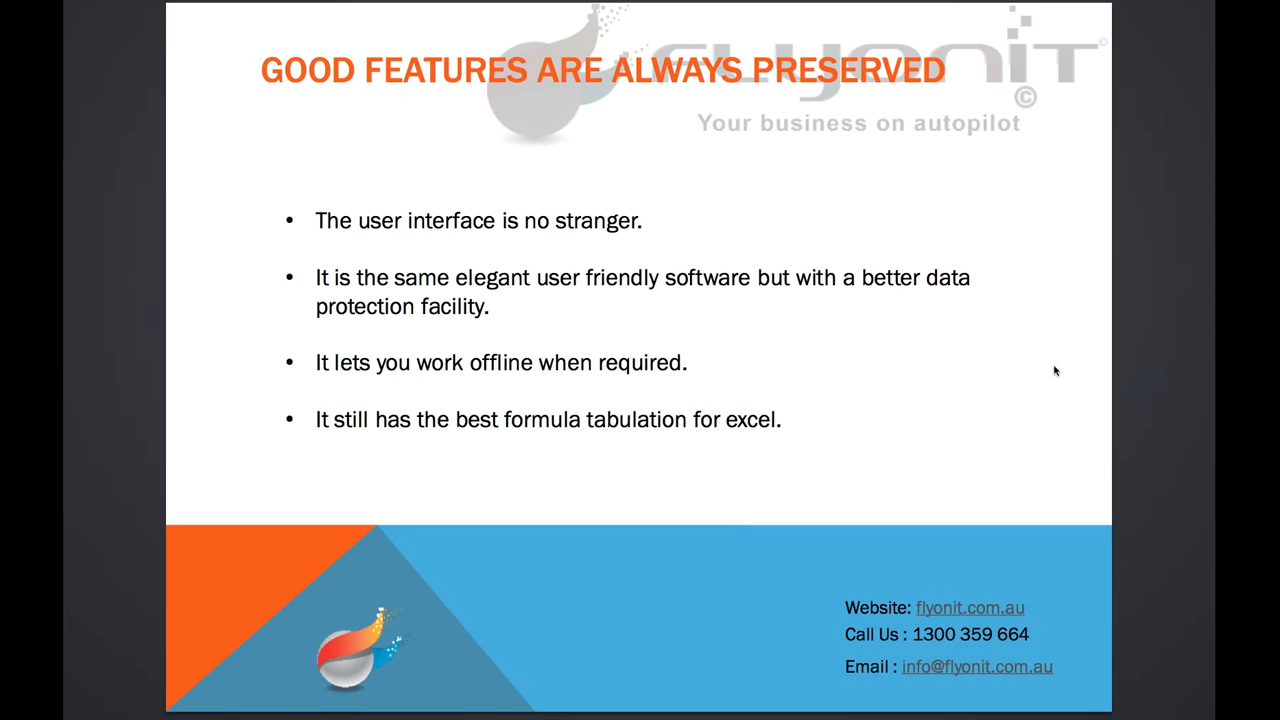 FLYONIT ©
GOOD FEATURES ARE ALWAYS PRESERVED
©
Your business on autopilot
• The user interface is no stranger.
• It is the same elegant user friendly software but with a better data
protection facility.
• It lets you work offline when required.
• It still has the best formula tabulation for excel.
Website: flyonit.com.au
Call Us : 1300 359 664
Email : info@flyonit.com.au